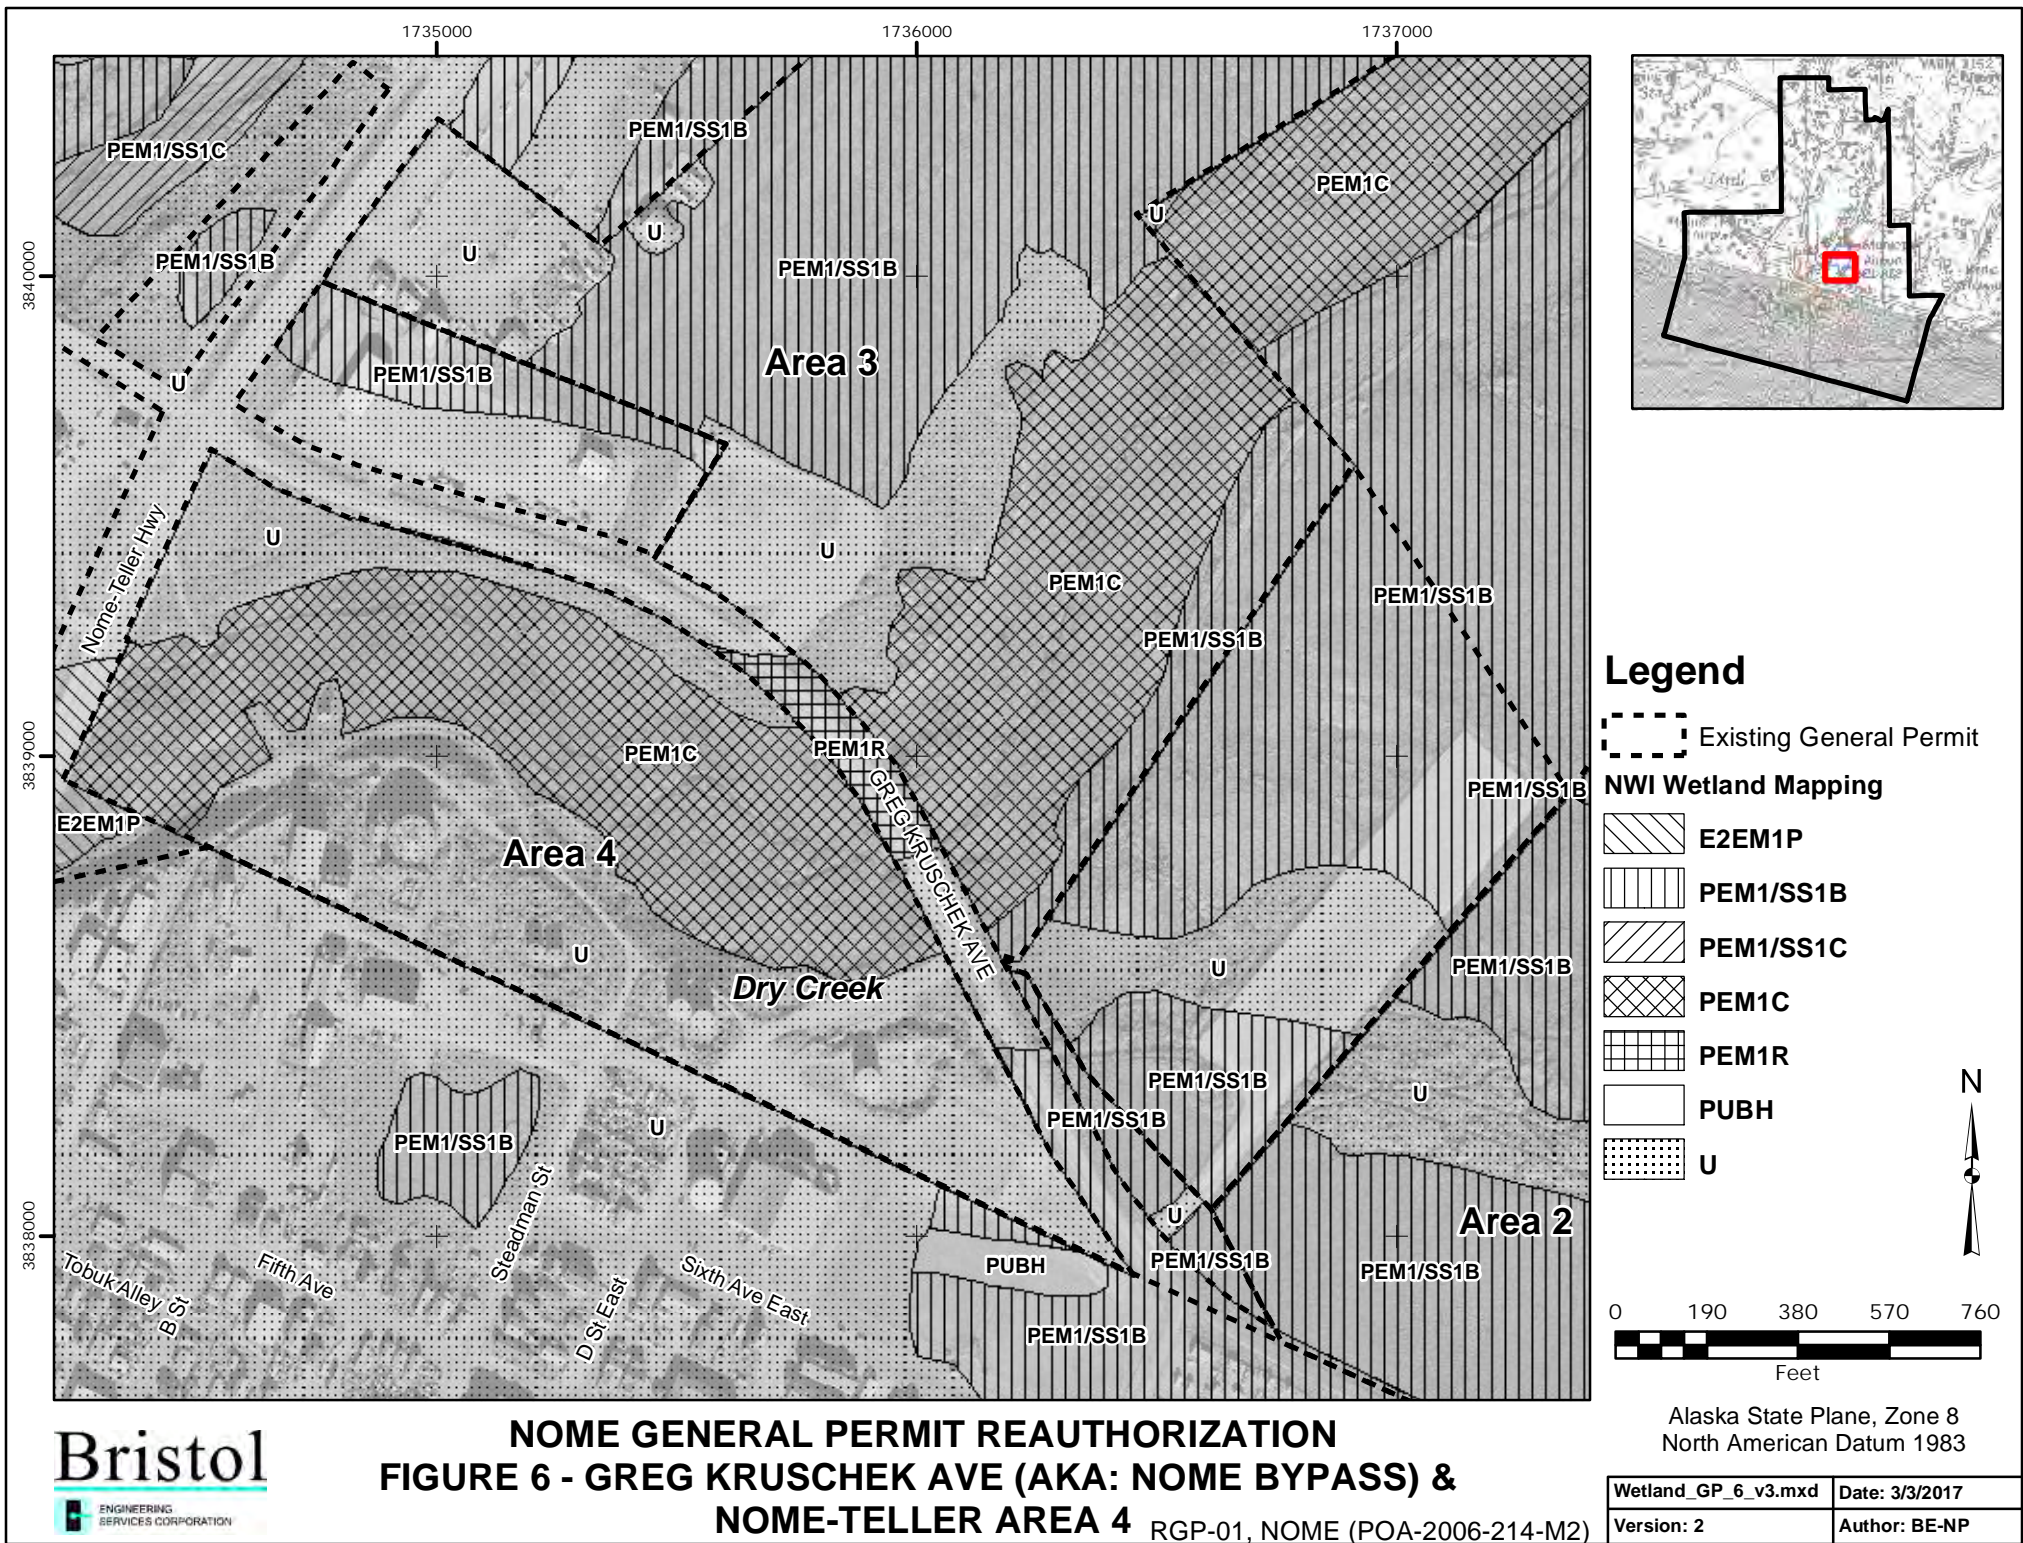 1735000 1736000 1737000
3840000
3839000
3838000
PEM1/SS1C
PEM1/SS1B
PEM1C
U
U
PEM1/SS1B
U
PEM1/SS1B
Area 3
PEM1/SS1B
U
Nome-Teller Hwy
U
U
PEM1C
PEM1/SS1B
PEM1/SS1B
PEM1C
PEM1R
GREG KRUSCHEK AVE
PEM1/SS1B
E2EM1P
Area 4
U
U
PEM1/SS1B
Dry Creek
PEM1/SS1B
U
PEM1/SS1B
PEM1/SS1B
U
Steadman St
U
Area 2
PUBH
PEM1/SS1B
PEM1/SS1B
Tobuk Alley
B St
Fifth Ave
D St East
Sixth Ave East
PEM1/SS1B
Legend
Existing General Permit
NWI Wetland Mapping
E2EM1P
PEM1/SS1B
PEM1/SS1C
PEM1C
PEM1R
PUBH
U
N
0 190 380 570 760
Feet
Alaska State Plane, Zone 8
North American Datum 1983
Bristol
ENGINEERING
SERVICES CORPORATION
NOME GENERAL PERMIT REAUTHORIZATION
FIGURE 6 - GREG KRUSCHEK AVE (AKA: NOME BYPASS) &
NOME-TELLER AREA 4
RGP-01, NOME (POA-2006-214-M2)
Wetland_GP_6_v3.mxd Date: 3/3/2017
Version: 2 Author: BE-NP